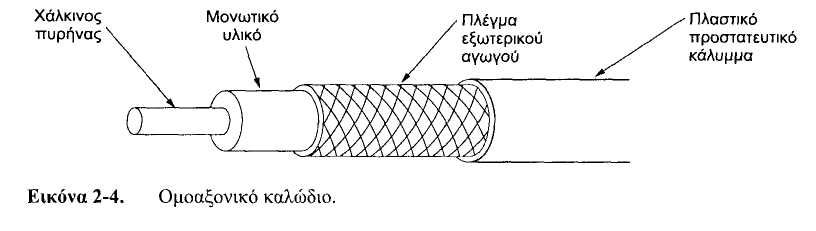 Χάλκινος
πυρήνας
Μονωτικό
υλικό
Πλέγμα
εξωτερικού
αγωγού
Πλαστικό
προστατευτικό
κάλυμμα
Εικόνα 2-4. Ομοαξονικό καλώδιο.